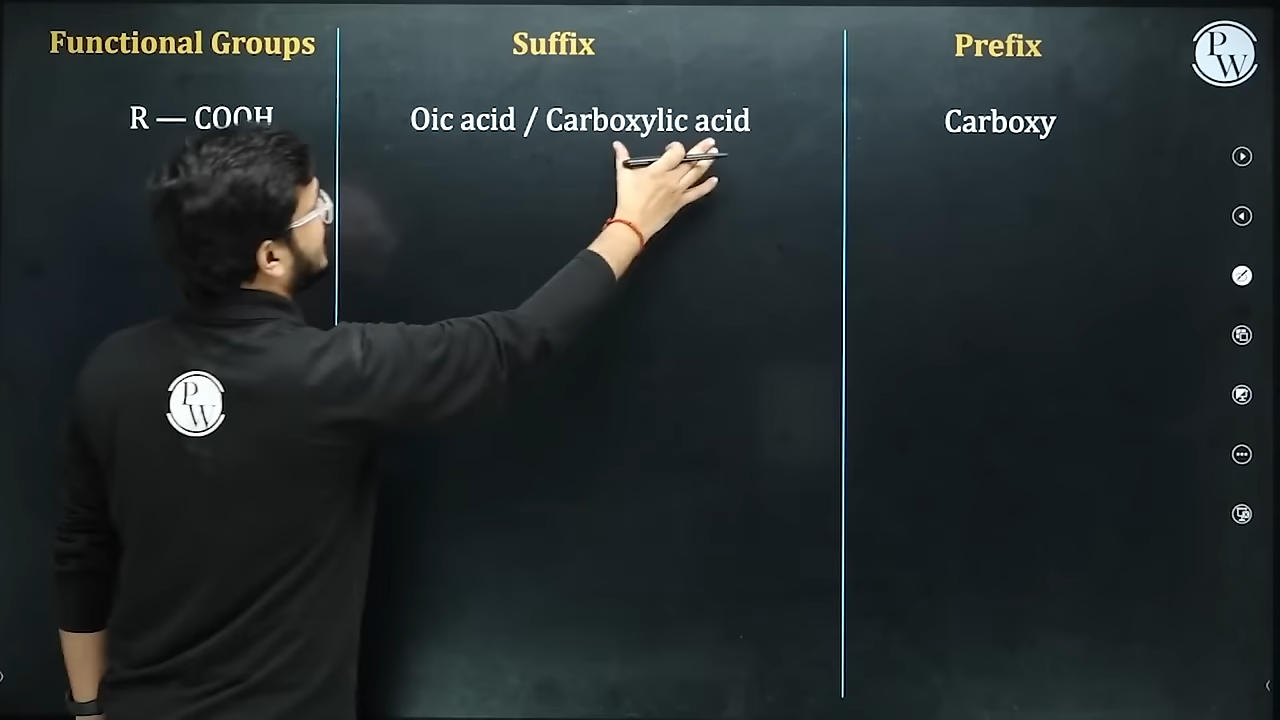 Functional Groups Suffix Prefix
R — COOH Oic acid / Carboxylic acid Carboxy
P
W
P
W